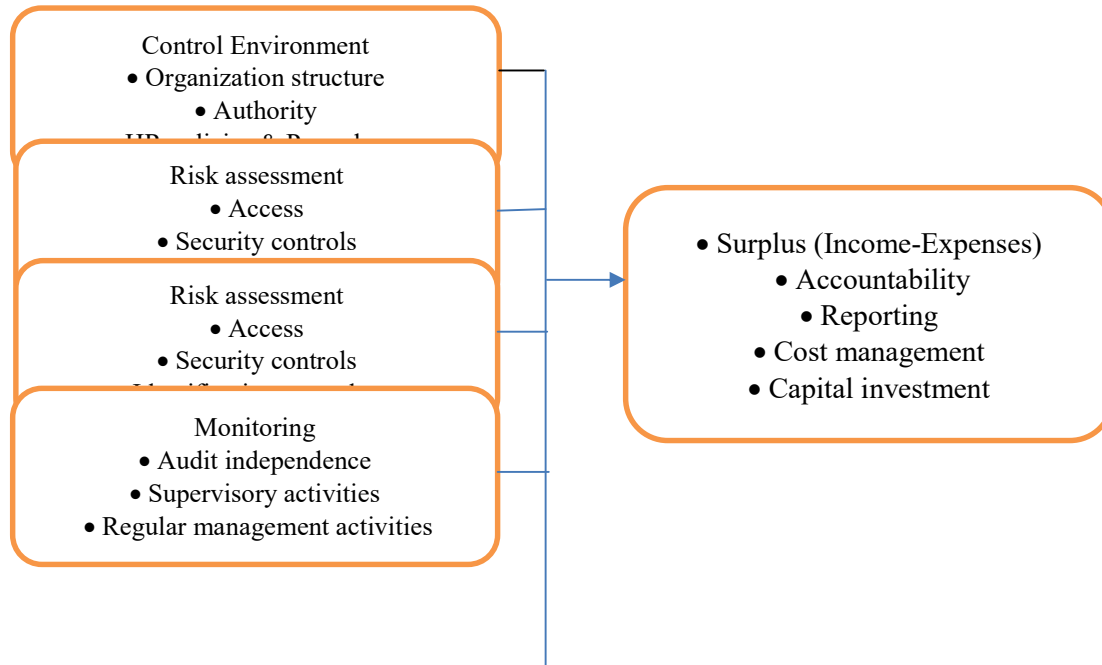 Control Environment
• Organization structure
• Authority
Risk assessment
• Access
• Security controls
Risk assessment
• Access
• Security controls
Monitoring
• Audit independence
• Supervisory activities
• Regular management activities
• Surplus (Income-Expenses)
• Accountability
• Reporting
• Cost management
• Capital investment